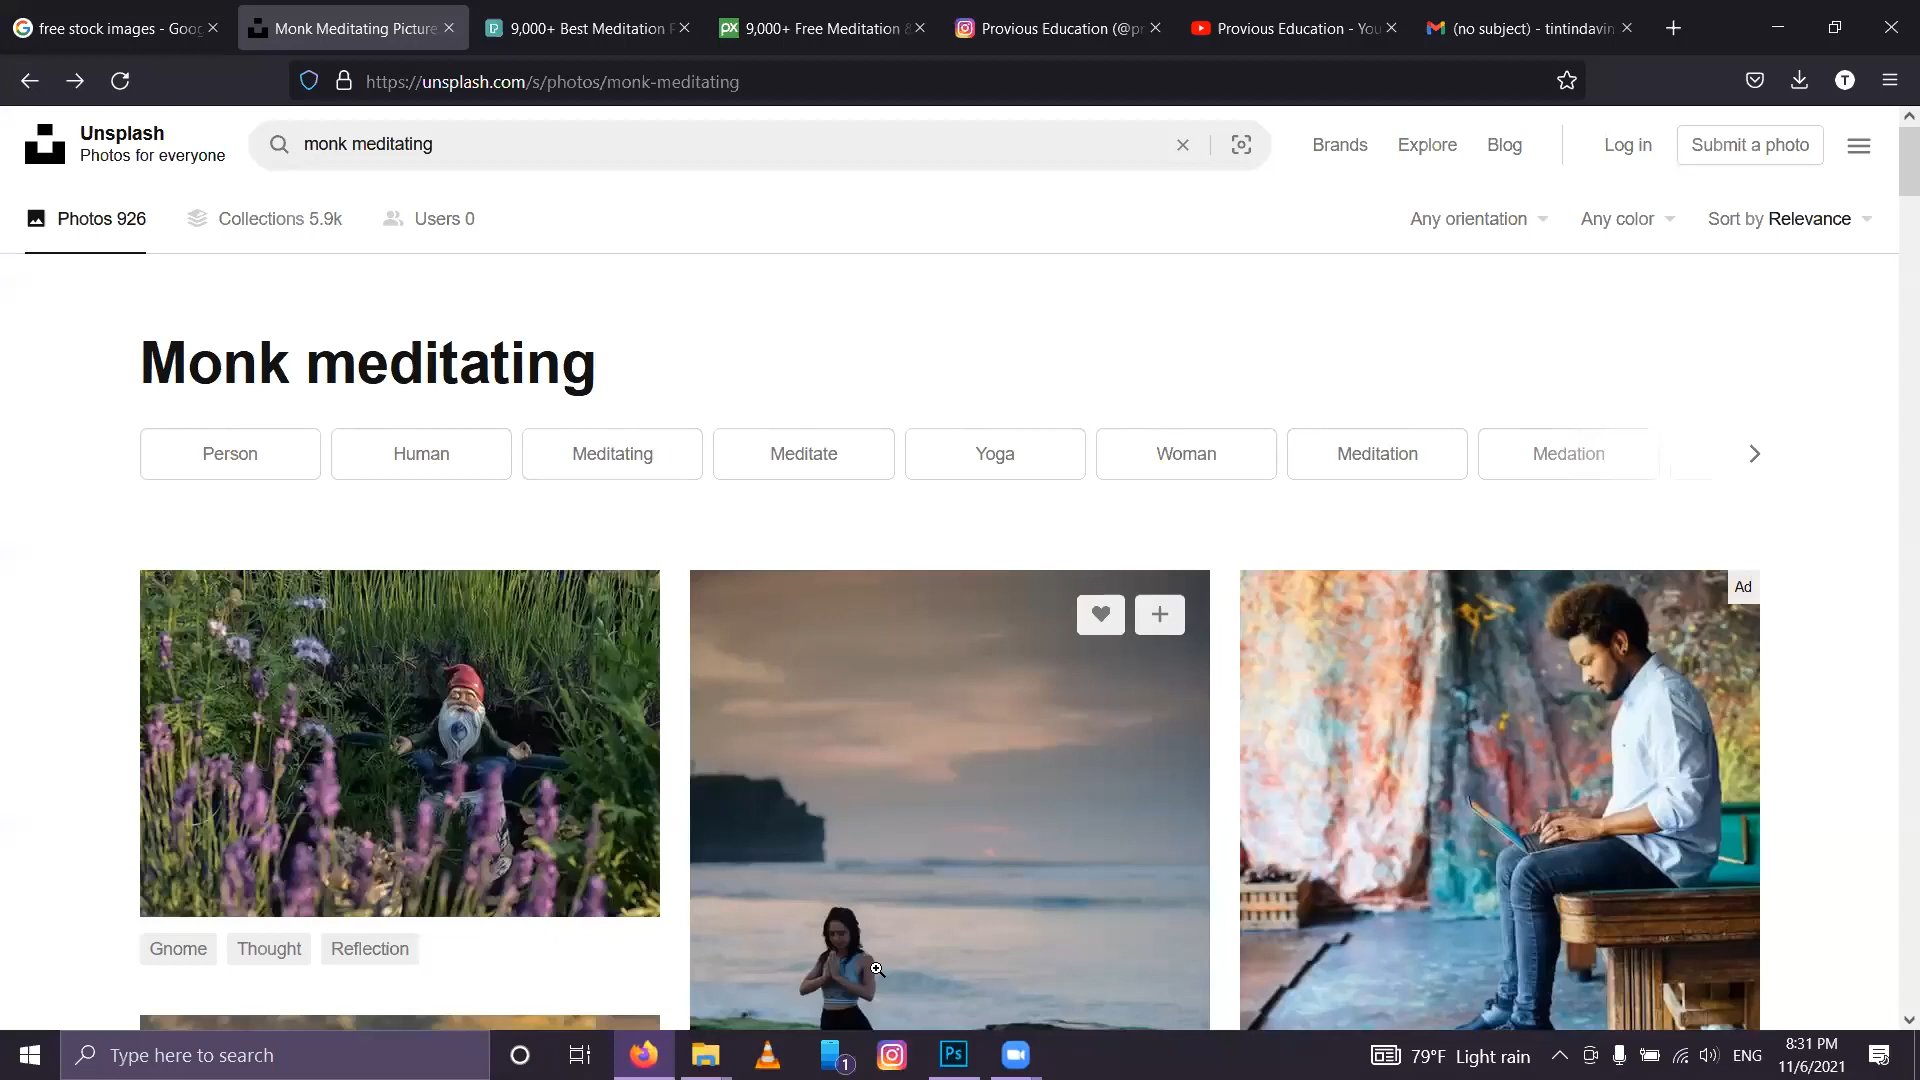 free stock images - Goog
Monk Meditating Picture
9,000+ Best Meditation P
9,000+ Free Meditation &
Provious Education (@pr
Provious Education - You
(no subject) - tintindavin
https://unsplash.com/s/photos/monk-meditating
T
Unsplash
Photos for everyone
monk meditating
Brands
Explore
Blog
Log in
Submit a photo
Photos 926
Collections 5.9k
Users 0
Any orientation
Any color
Sort by Relevance
Monk meditating
Person
Human
Meditating
Meditate
Yoga
Woman
Meditation
Medation
Ad
Gnome
Thought
Reflection
Type here to search
1
Ps
79°F Light rain
ENG
8:31 PM
11/6/2021